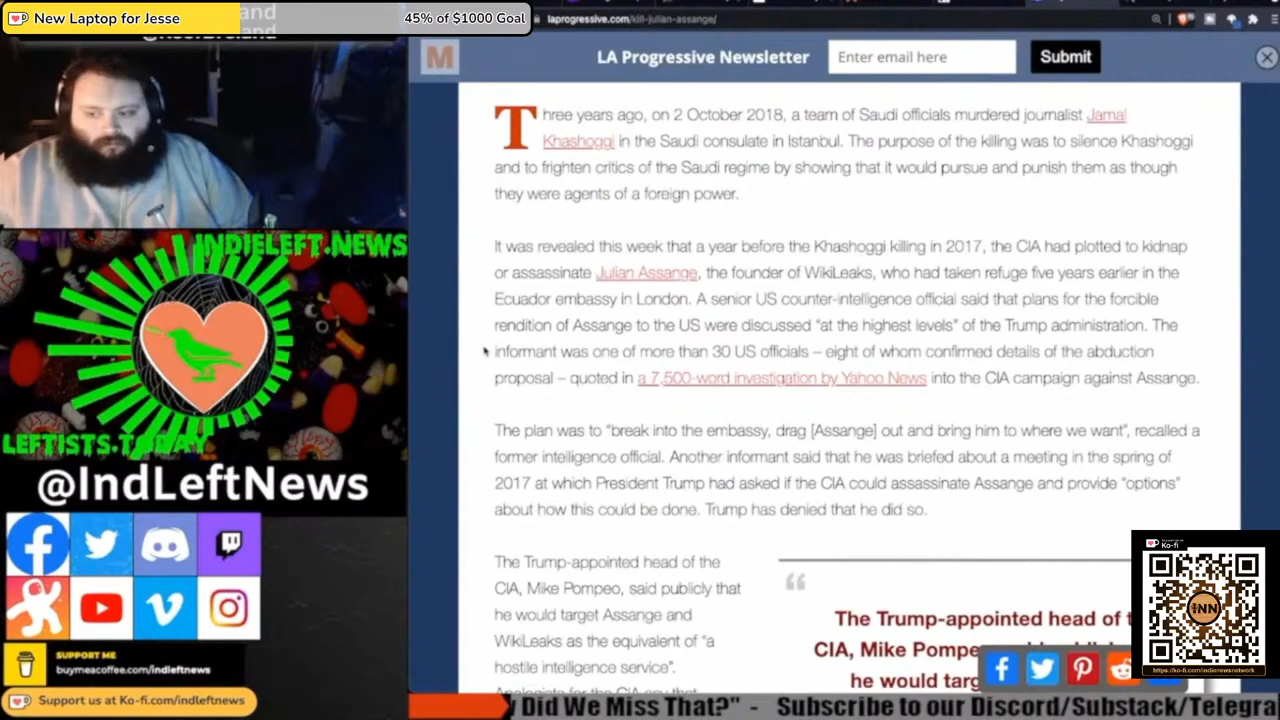 New Laptop for Jesse
45% of $1000 Goal
laprogressive.com/kill-julian-assange/
M
LA Progressive Newsletter
Enter email here
Submit
Three years ago, on 2 October 2018, a team of Saudi officials murdered journalist Jamal
Khashoggi in the Saudi consulate in Istanbul. The purpose of the killing was to silence Khashoggi
and to frighten critics of the Saudi regime by showing that it would pursue and punish them as though
they were agents of a foreign power.
It was revealed this week that a year before the Khashoggi killing in 2017, the CIA had plotted to kidnap
or assassinate Julian Assange, the founder of WikiLeaks, who had taken refuge five years earlier in the
Ecuador embassy in London. A senior US counter-intelligence official said that plans for the forcible
rendition of Assange to the US were discussed “at the highest levels” of the Trump administration. The
informant was one of more than 30 US officials – eight of whom confirmed details of the abduction
proposal – quoted in a 7,500-word investigation by Yahoo News into the CIA campaign against Assange.
The plan was to “break into the embassy, drag [Assange] out and bring him to where we want”, recalled a
former intelligence official. Another informant said that he was briefed about a meeting in the spring of
2017 at which President Trump had asked if the CIA could assassinate Assange and provide “options”
about how this could be done. Trump has denied that he did so.
The Trump-appointed head of the
CIA, Mike Pompeo, said publicly that
he would target Assange and
WikiLeaks as the equivalent of “a
hostile intelligence service”.
Apologists for the CIA say that
“
The Trump-appointed head of t
CIA, Mike Pompe
he would targ
INDIELEFT.NEWS
LEFTISTS.TODAY
@IndLeftNews
SUPPORT ME
buymeacoffee.com/indleftnews
Support us at Ko-fi.com/indleftnews
Ko-fi
iNN
https://ko-fi.com/indienewsnetwork
Did We Miss That?" - Subscribe to our Discord/Substack/Telegra